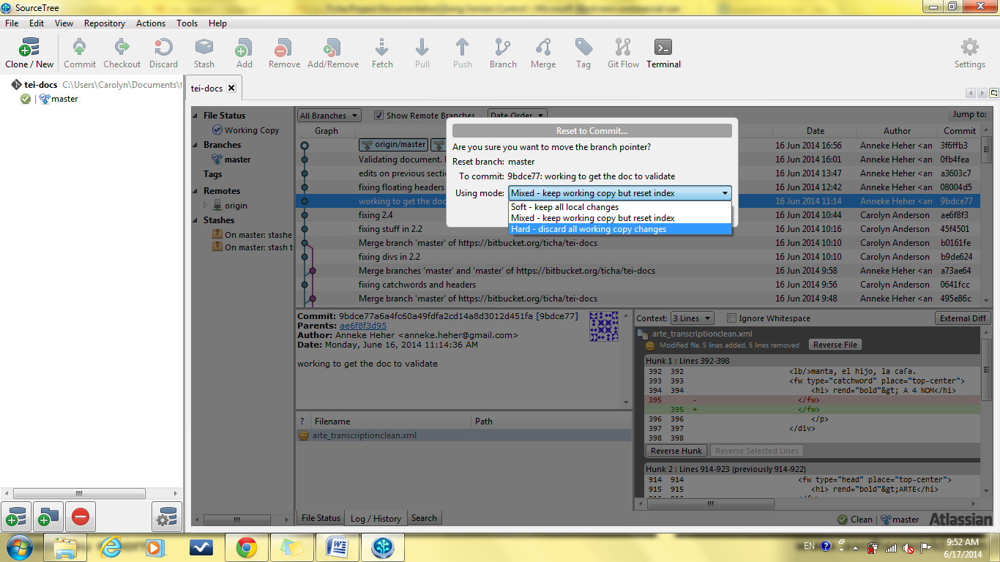 SourceTree
File Edit View Repository Actions Tools Help
Clone / New Commit Checkout Discard Stash Add Remove Add/Remove Fetch Pull Push Branch Merge Tag Git Flow Terminal Settings
tei-docs C:\Users\Carolyn\Documents\t
master
tei-docs
File Status
Working Copy
Branches
master
Tags
Remotes
origin
Stashes
On master: stashe
On master: stash t
All Branches Show Remote Branches Date Order Jump to:
Graph Date Author Commit
origin/master 16 Jun 2014 16:56 Anneke Heher <an 3f6ffb3
Validating document. 16 Jun 2014 16:01 Anneke Heher <an 0fb4fea
edits on previous sectio 16 Jun 2014 13:47 Anneke Heher <an a3603c7
fixing floating headers 16 Jun 2014 12:42 Anneke Heher <an 08004d5
working to get the doc 16 Jun 2014 11:14 Anneke Heher <an 9bdce77
fixing 2.4 16 Jun 2014 10:44 Carolyn Anderson ae6f8f3
fixing stuff in 2.2 16 Jun 2014 10:16 Carolyn Anderson 45f4501
Merge branch 'master' of https://bitbucket.org/ticha/tei-docs 16 Jun 2014 10:10 Carolyn Anderson b0161fe
fixing divs in 2.2 16 Jun 2014 10:10 Carolyn Anderson b9de624
Merge branches 'master' and 'master' of https://bitbucket.org/ticha/tei-docs 16 Jun 2014 9:58 Anneke Heher <an a73ae64
fixing catchwords and headers 16 Jun 2014 9:56 Carolyn Anderson 0641fcc
Merge branch 'master' of https://bitbucket.org/ticha/tei-docs 16 Jun 2014 9:48 Anneke Heher <an 495e86c
Reset to Commit...
Are you sure you want to move the branch pointer?
Reset branch: master
To commit: 9bdce77: working to get the doc to validate
Using mode: Mixed - keep working copy but reset index
Soft - keep all local changes
Mixed - keep working copy but reset index
Hard - discard all working copy changes
Commit: 9bdce77a6a4fc60a49fdfa2cd14a8d3012d451fa [9bdce77]
Parents: ae6f8f3d95
Author: Anneke Heher <anneke.heher@gmail.com>
Date: Monday, June 16, 2014 11:14:36 AM
working to get the doc to validate
? Filename Path
arte_transcriptionclean.xml
Context: 3 Lines Ignore Whitespace External Diff
arte_transcriptionclean.xml
Modified file, 5 lines added, 5 lines removed Reverse File
Hunk 1 : Lines 392-398
392 392 <lb/>manta, el hijo, la caſa.
393 393 <fw type="catchword" place="top-center">
394 394 <hi> rend="bold"&gt; A 4 NOM</hi>
395 - </fw>
395 + </fw>
396 396 </p>
397 397 </div>
398 398
Reverse Hunk Reverse Selected Lines
Hunk 2 : Lines 914-923 (previously 914-922)
914 914 <fw type="head" place="top-center">
915 915 <hi> rend="bold"&gt;ARTE</hi>
File Status Log / History Search
Clean master Atlassian
EN 9:52 AM
6/17/2014